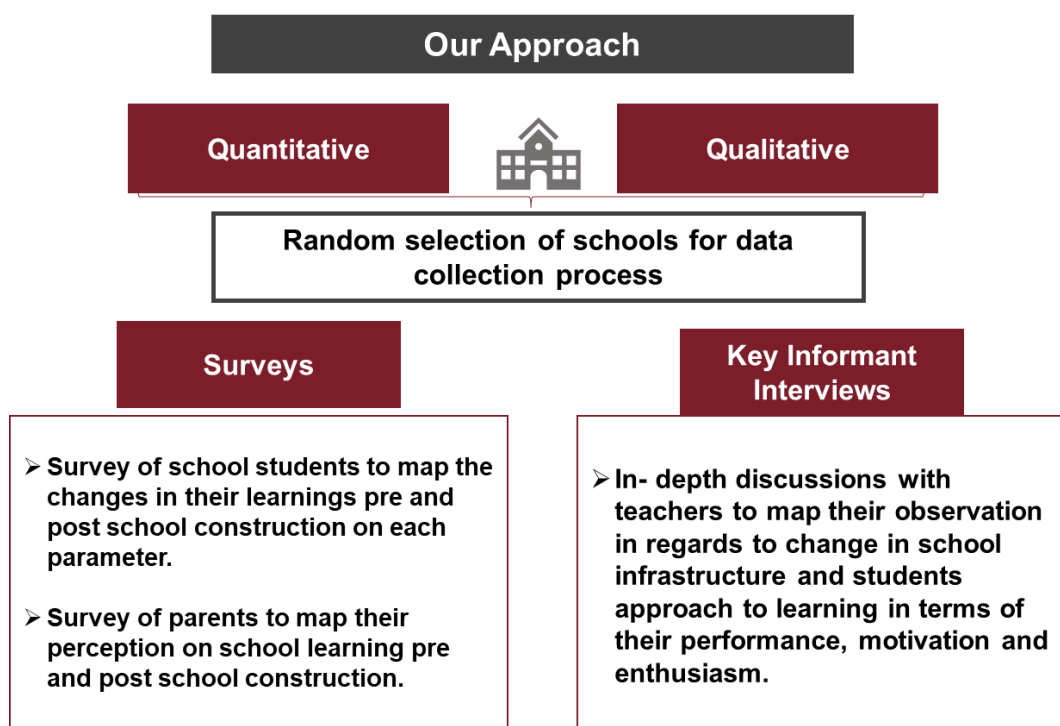 Our Approach
Quantitative
Qualitative
Random selection of schools for data
collection process
Surveys
➢ Survey of school students to map the
changes in their learnings pre and
post school construction on each
parameter.
➢ Survey of parents to map their
perception on school learning pre
and post school construction.
Key Informant
Interviews
➢ In- depth discussions with
teachers to map their observation
in regards to change in school
infrastructure and students
approach to learning in terms of
their performance, motivation and
enthusiasm.